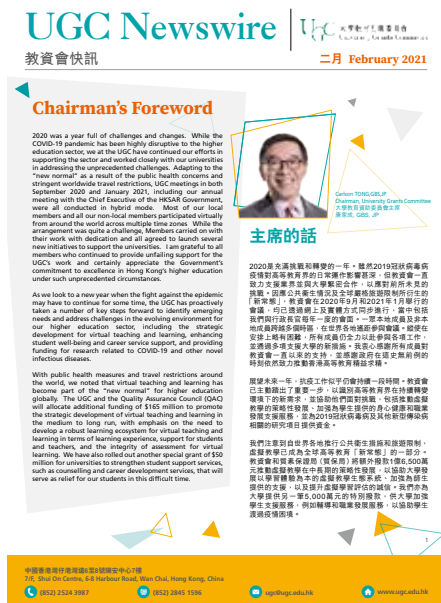 UGC Newswire
教資會快訊
二月 February 2021
Chairman's Foreword
2020 was a year full of challenges and changes. While the
COVID-19 pandemic has been highly disruptive to the higher
education sector, we at the UGC have continued our efforts in
supporting the sector and worked closely with our universities
in addressing the unprecedented challenges. Adapting to the
"new normal" as a result of the public health concerns and
stringent worldwide travel restrictions, UGC meetings in both
September 2020 and January 2021, including our annual
meeting with the Chief Executive of the HKSAR Government,
were all conducted in hybrid mode. Most of our local
members and all our non-local members participated virtually
from around the world across multiple time zones. While the
arrangement was quite a challenge, Members carried on with
their work with dedication and all agreed to launch several
new initiatives to support the universities. I am grateful to all
members who continued to provide unfailing support for the
UGC's work and certainly appreciate the Government's
commitment to excellence in Hong Kong's higher education
under such unprecedented circumstances.
As we look to a new year when the fight against the epidemic
may have to continue for some time, the UGC has proactively
taken a number of key steps forward to identify emerging
needs and address challenges in the evolving environment for
our higher education sector, including the strategic
development for virtual teaching and learning, enhancing
student well-being and career service support, and providing
funding for research related to COVID-19 and other novel
infectious diseases.
With public health measures and travel restrictions around
the world, we noted that virtual teaching and learning has
become part of the "new normal" for higher education
globally. The UGC and the Quality Assurance Council (QAC)
will allocate additional funding of $165 million to promote
the strategic development of virtual teaching and learning in
the medium to long run, with emphasis on the need to
develop a robust learning ecosystem for virtual teaching and
learning in terms of learning experience, support for students
and teachers, and the integrity of assessment for virtual
learning. We have also rolled out another special grant of $50
million for universities to strengthen student support services,
such as counselling and career development services, that will
serve as relief for our students in this difficult time.
Carlson TONG,GBS,JP
Chairman, University Grants Committee
大學教育資助委員會主席
唐家成, GBS, JP
主席的話
2020是充滿挑戰和轉變的一年。雖然2019冠狀病毒病
疫情對高等教育界的日常運作影響甚深，但教資會一直
致力支援業界並與大學緊密合作，以應對前所未見的
挑戰。因應公共衞生情況及全球嚴格旅遊限制所衍生的
「新常態」，教資會在2020年9月和2021年1月舉行的
會議，均已透過網上及實體方式同步進行，當中包括
我們與行政長官每年一度的會面。一眾本地成員及非本
地成員跨越多個時區，在世界各地遙距參與會議。縱使在
安排上略有困難，所有成員仍全力以赴參與各項工作，
並通過多項支援大學的新措施。我衷心感謝所有成員對
教資會一直以來的支持，並感謝政府在這史無前例的
時刻依然致力推動香港高等教育精益求精。
展望未來一年，抗疫工作似乎仍會持續一段時間。教資會
已主動踏出了重要一步，以識別高等教育界在持續轉變
環境下的新需求，並協助他們面對挑戰，包括推動虛擬
教學的策略性發展、加強為學生提供的身心健康和職業
發展支援服務，並為2019冠狀病毒病及其他新型傳染病
相關的研究項目提供資金。
我們注意到自世界各地推行公共衞生措施和旅遊限制，
虛擬教學已成為全球高等教育「新常態」的一部分。
教資會和質素保證局（質保局）將額外撥款1億6,500萬
元推動虛擬教學在中長期的策略性發展，以協助大學發
展以學習體驗為本的虛擬教學生態系統、加強為師生
提供的支援，以及提升虛擬學習評估的誠信。我們亦為
大學提供另一筆5,000萬元的特別撥款，供大學加強
學生支援服務，例如輔導和職業發展服務，以協助學生
渡過疫情困境。
1
中國香港灣仔港灣道6至8號瑞安中心7樓
7/F, Shui On Centre, 6-8 Harbour Road, Wan Chai, Hong Kong, China
(852) 2524 3987
(852) 2845 1596
ugc@ugc.edu.hk
www.ugc.edu.hk